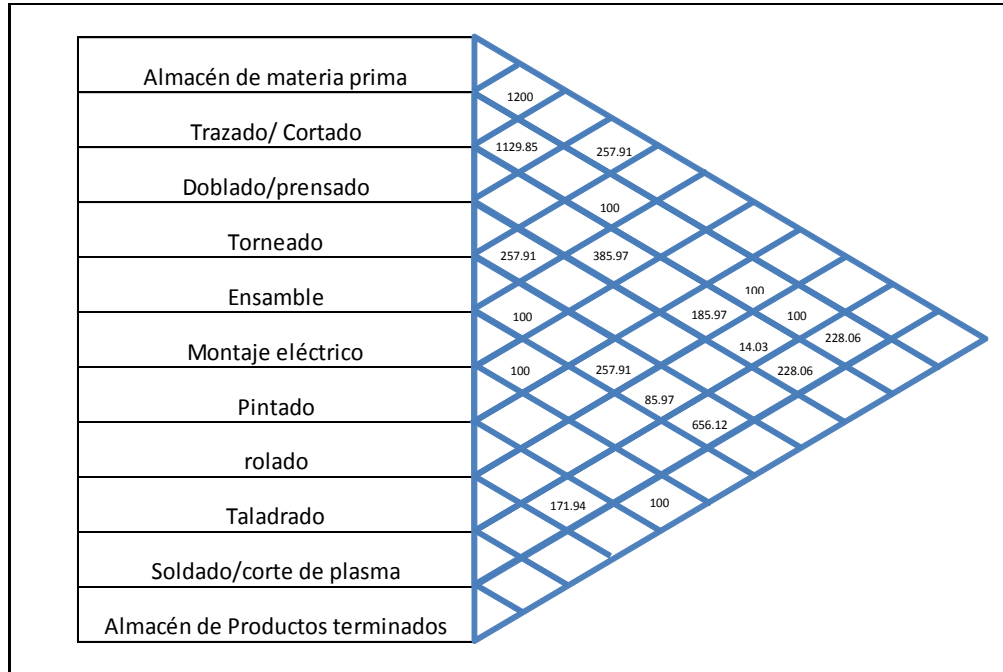 Almacén de materia prima
1200
Trazado/ Cortado
1129.85
257.91
Doblado/prensado
100
Torneado
257.91
385.97
Ensamble
100
100
185.97
100
Montaje eléctrico
14.03
228.06
100
257.91
228.06
Pintado
85.97
656.12
rolado
Taladrado
171.94
100
Soldado/corte de plasma
Almacén de Productos terminados